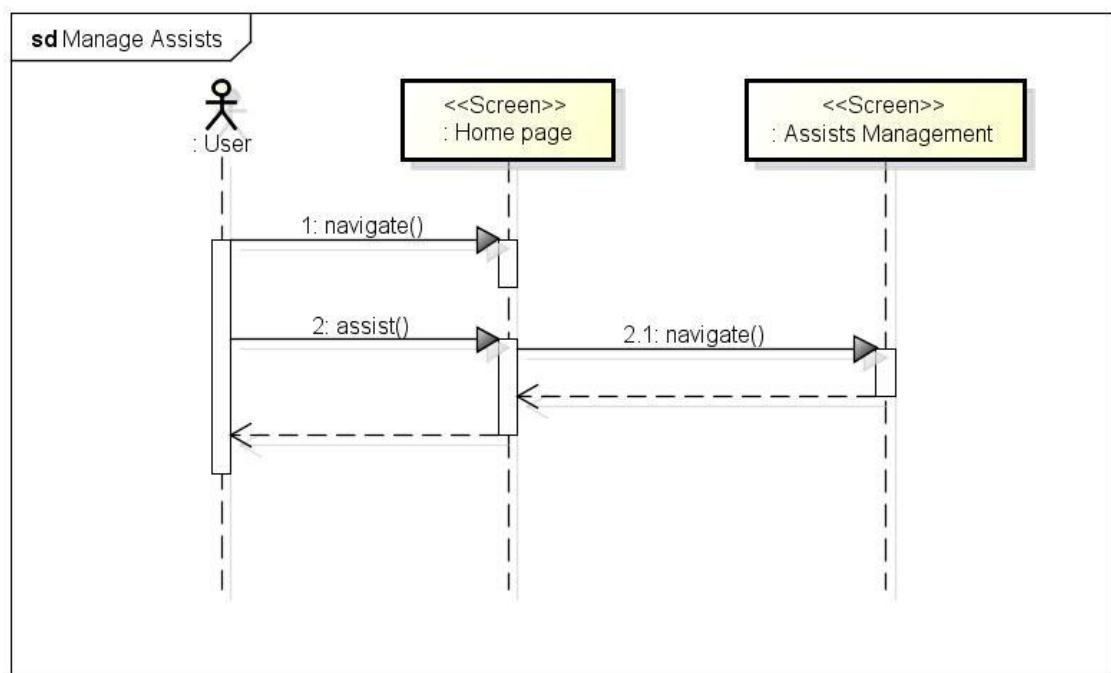 sd Manage Assists
: User
<<Screen>>
: Home page
<<Screen>>
: Assists Management
1: navigate()
2: assist()
2.1: navigate()